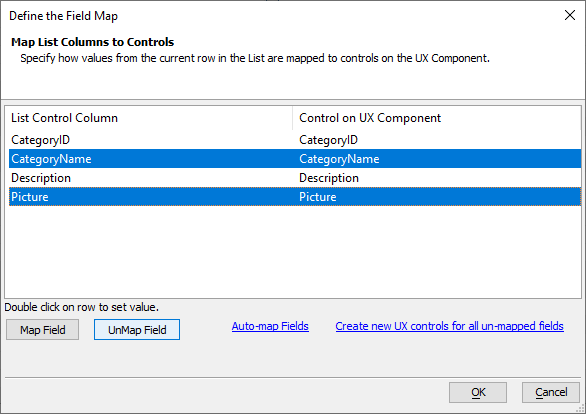 Define the Field Map
Map List Columns to Controls
Specify how values from the current row in the List are mapped to controls on the UX Component.
List Control Column Control on UX Component
CategoryID CategoryID
CategoryName CategoryName
Description Description
Picture Picture
Double click on row to set value.
Map Field UnMap Field Auto-map Fields Create new UX controls for all un-mapped fields
OK Cancel